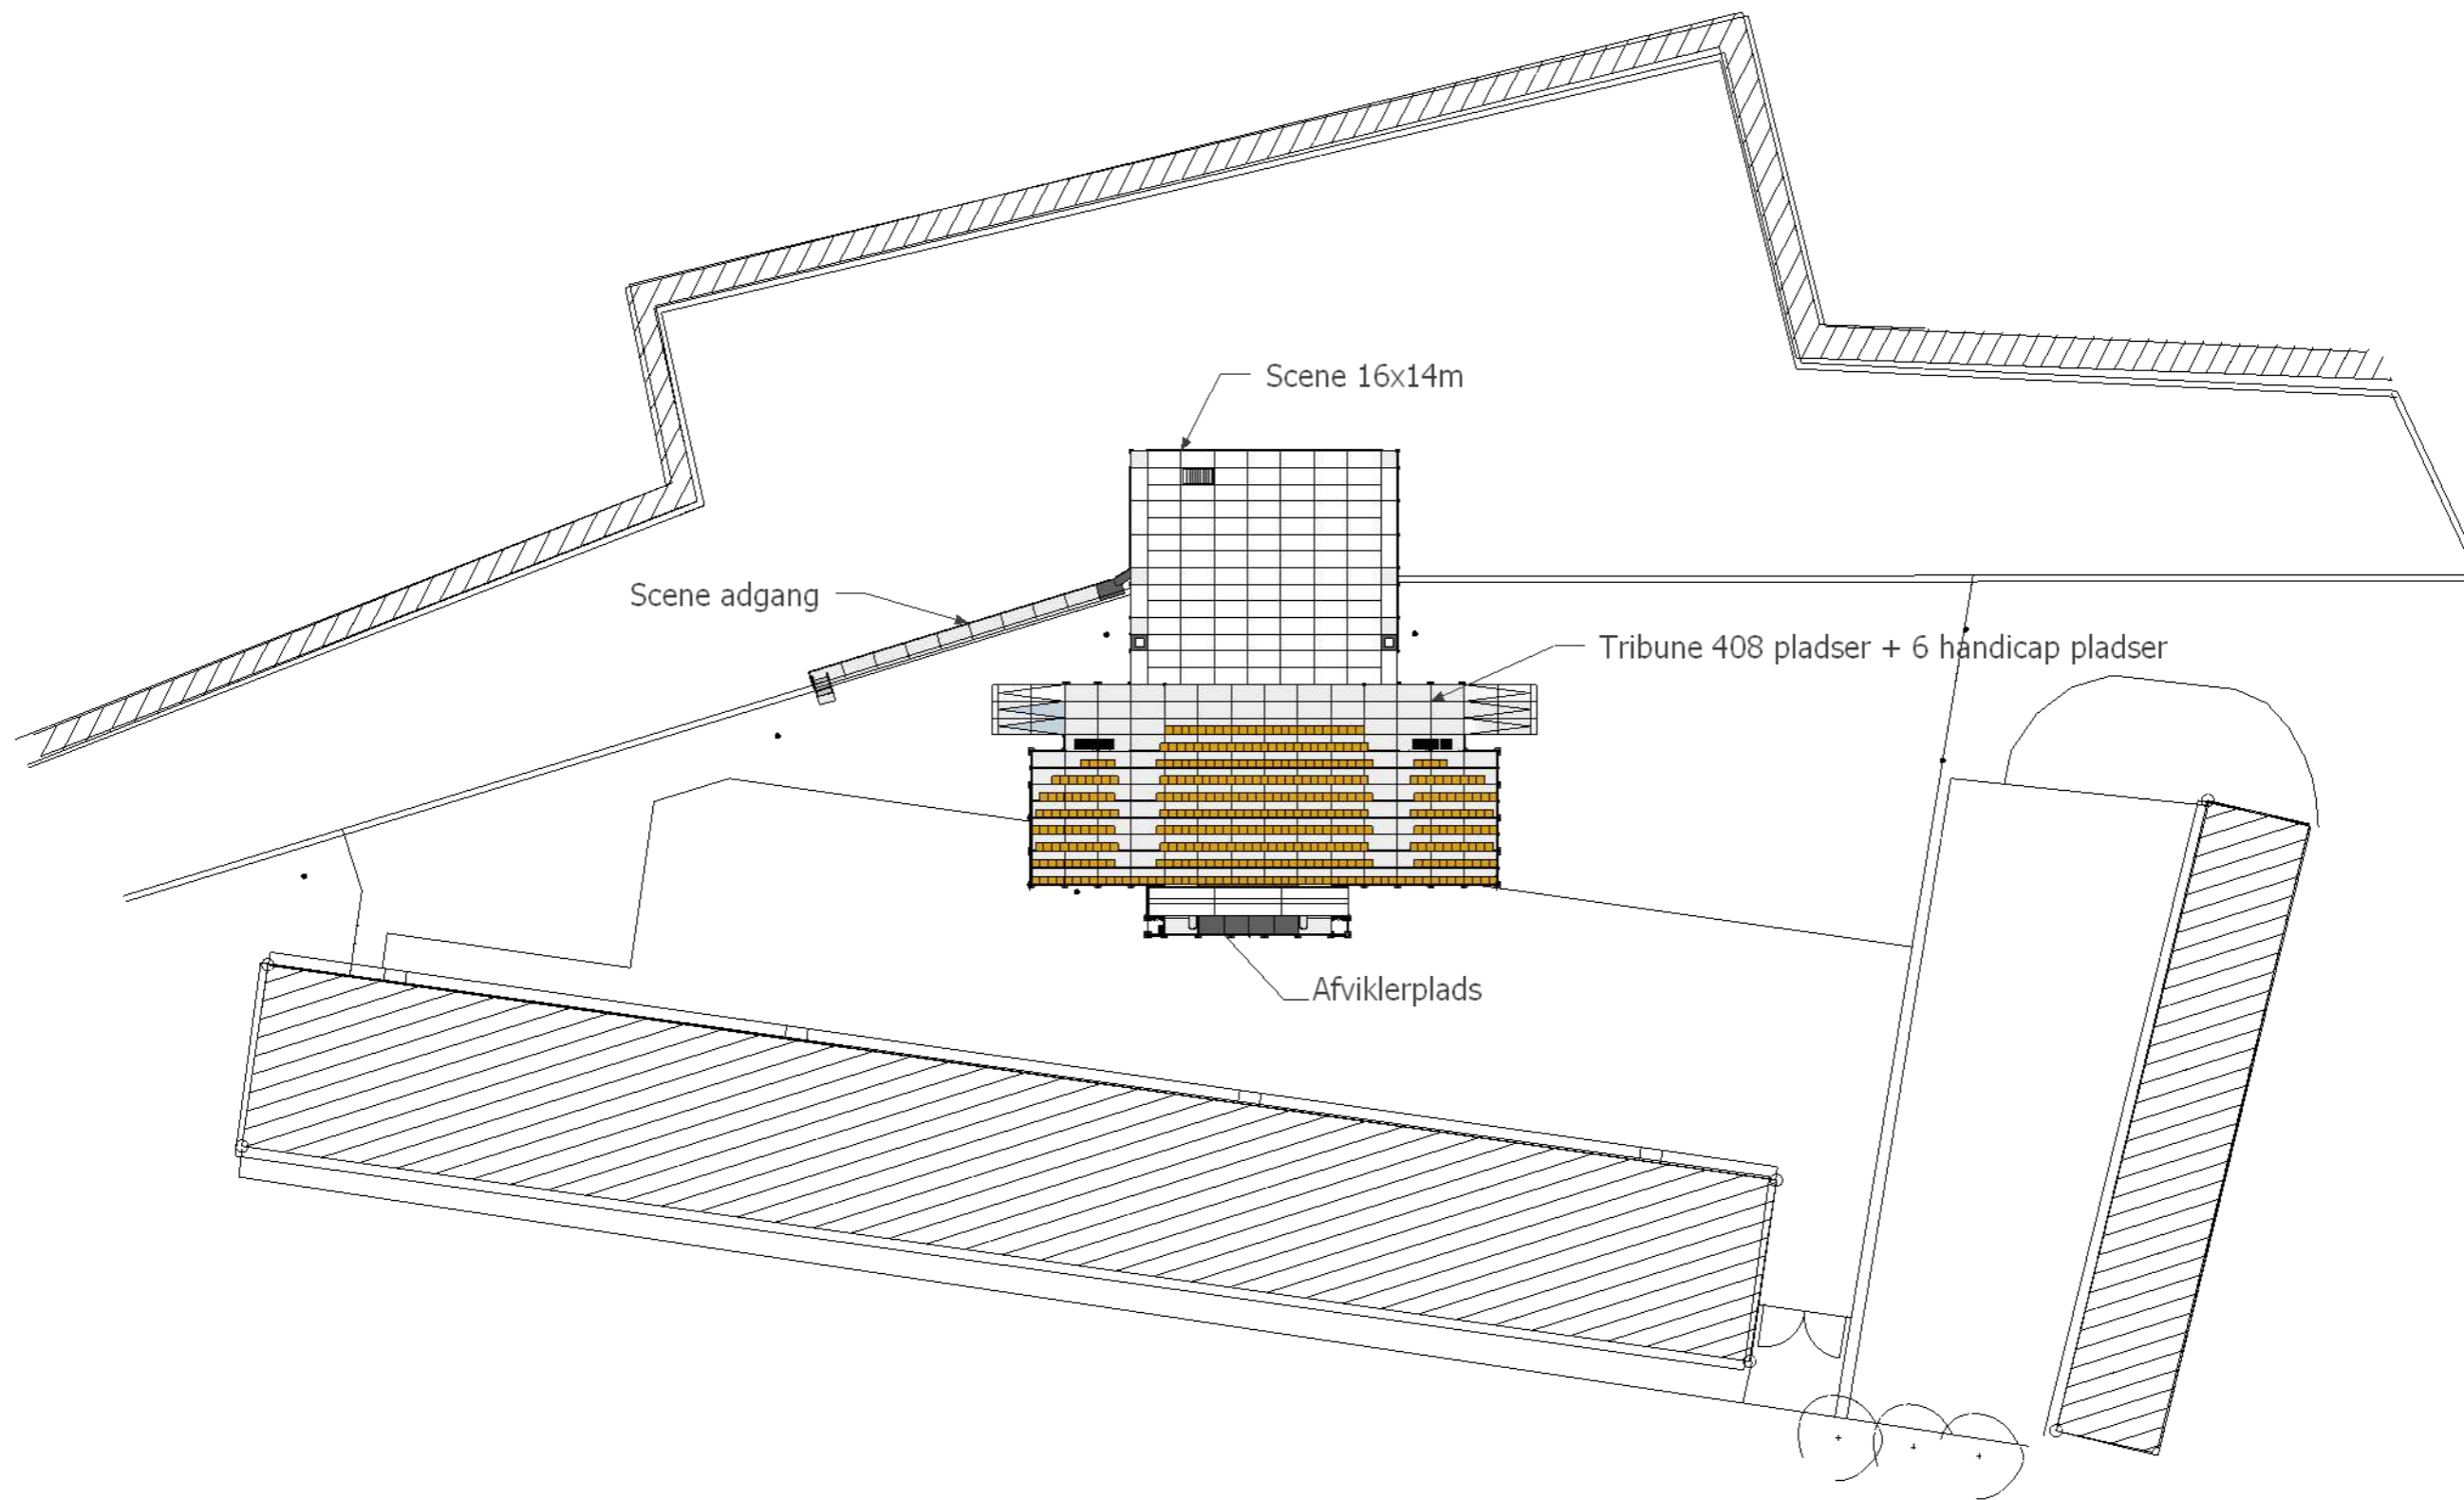 Scene 16x14m
Scene adgang
Tribune 408 pladser + 6 handicap pladser
Afviklerplads